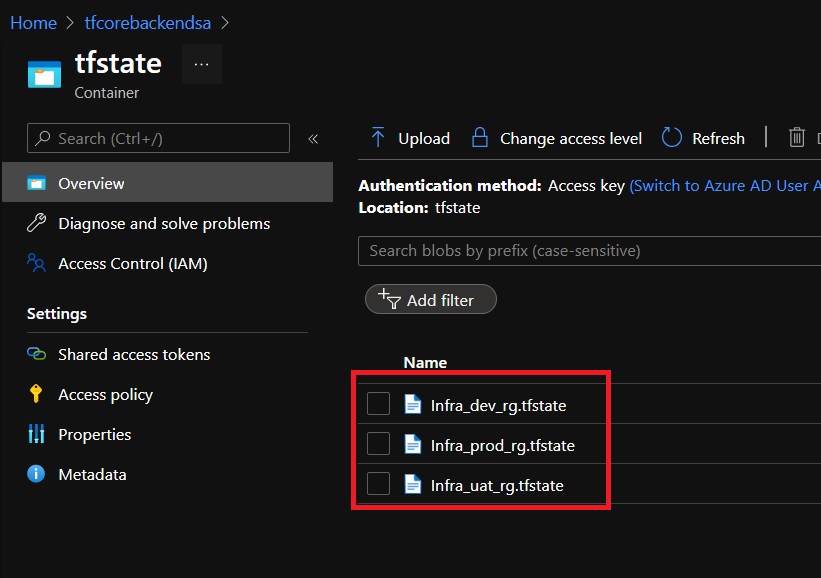 Home > tfcorebackendsa >
tfstate ...
Container
Search (Ctrl+/) «
Overview
Diagnose and solve problems
Access Control (IAM)
Settings
Shared access tokens
Access policy
Properties
Metadata
Upload Change access level Refresh
Authentication method: Access key (Switch to Azure AD User A
Location: tfstate
Search blobs by prefix (case-sensitive)
Add filter
Name
Infra_dev_rg.tfstate
Infra_prod_rg.tfstate
Infra_uat_rg.tfstate